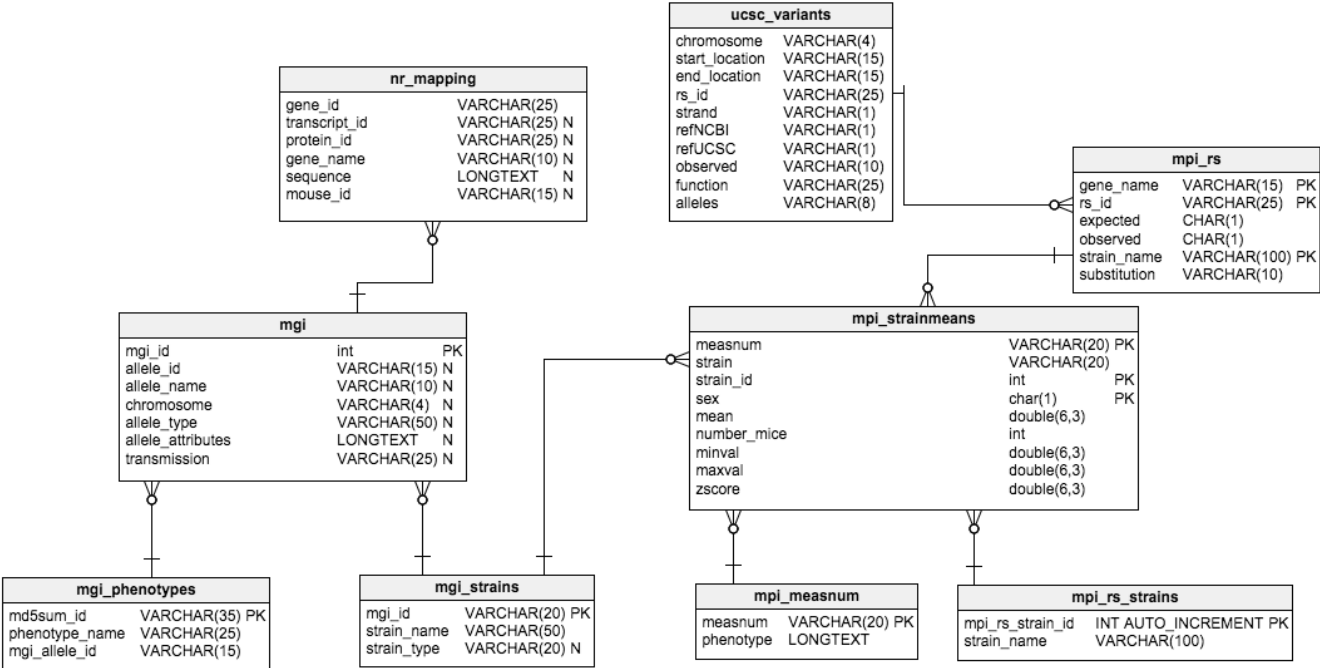 ucsc_variants
chromosome VARCHAR(4)
start_location VARCHAR(15)
end_location VARCHAR(15)
rs_id VARCHAR(25)
strand VARCHAR(1)
refNCBI VARCHAR(1)
refUCSC VARCHAR(1)
observed VARCHAR(10)
function VARCHAR(25)
alleles VARCHAR(8)
nr_mapping
gene_id VARCHAR(25)
transcript_id VARCHAR(25) N
protein_id VARCHAR(25) N
gene_name VARCHAR(10) N
sequence LONGTEXT N
mouse_id VARCHAR(15) N
mpi_rs
gene_name VARCHAR(15) PK
rs_id VARCHAR(25) PK
expected CHAR(1)
observed CHAR(1)
strain_name VARCHAR(100) PK
substitution VARCHAR(10)
mgi
mgi_id int PK
allele_id VARCHAR(15) N
allele_name VARCHAR(10) N
chromosome VARCHAR(4) N
allele_type VARCHAR(50) N
allele_attributes LONGTEXT N
transmission VARCHAR(25) N
mpi_strainmeans
measnum VARCHAR(20) PK
strain VARCHAR(20)
strain_id int PK
sex char(1) PK
mean double(6,3)
number_mice int
minval double(6,3)
maxval double(6,3)
zscore double(6,3)
mgi_phenotypes
md5sum_id VARCHAR(35) PK
phenotype_name VARCHAR(25)
mgi_allele_id VARCHAR(15)
mgi_strains
mgi_id VARCHAR(20) PK
strain_name VARCHAR(50)
strain_type VARCHAR(20) N
mpi_measnum
measnum VARCHAR(20) PK
phenotype LONGTEXT
mpi_rs_strains
mpi_rs_strain_id INT AUTO_INCREMENT PK
strain_name VARCHAR(100)